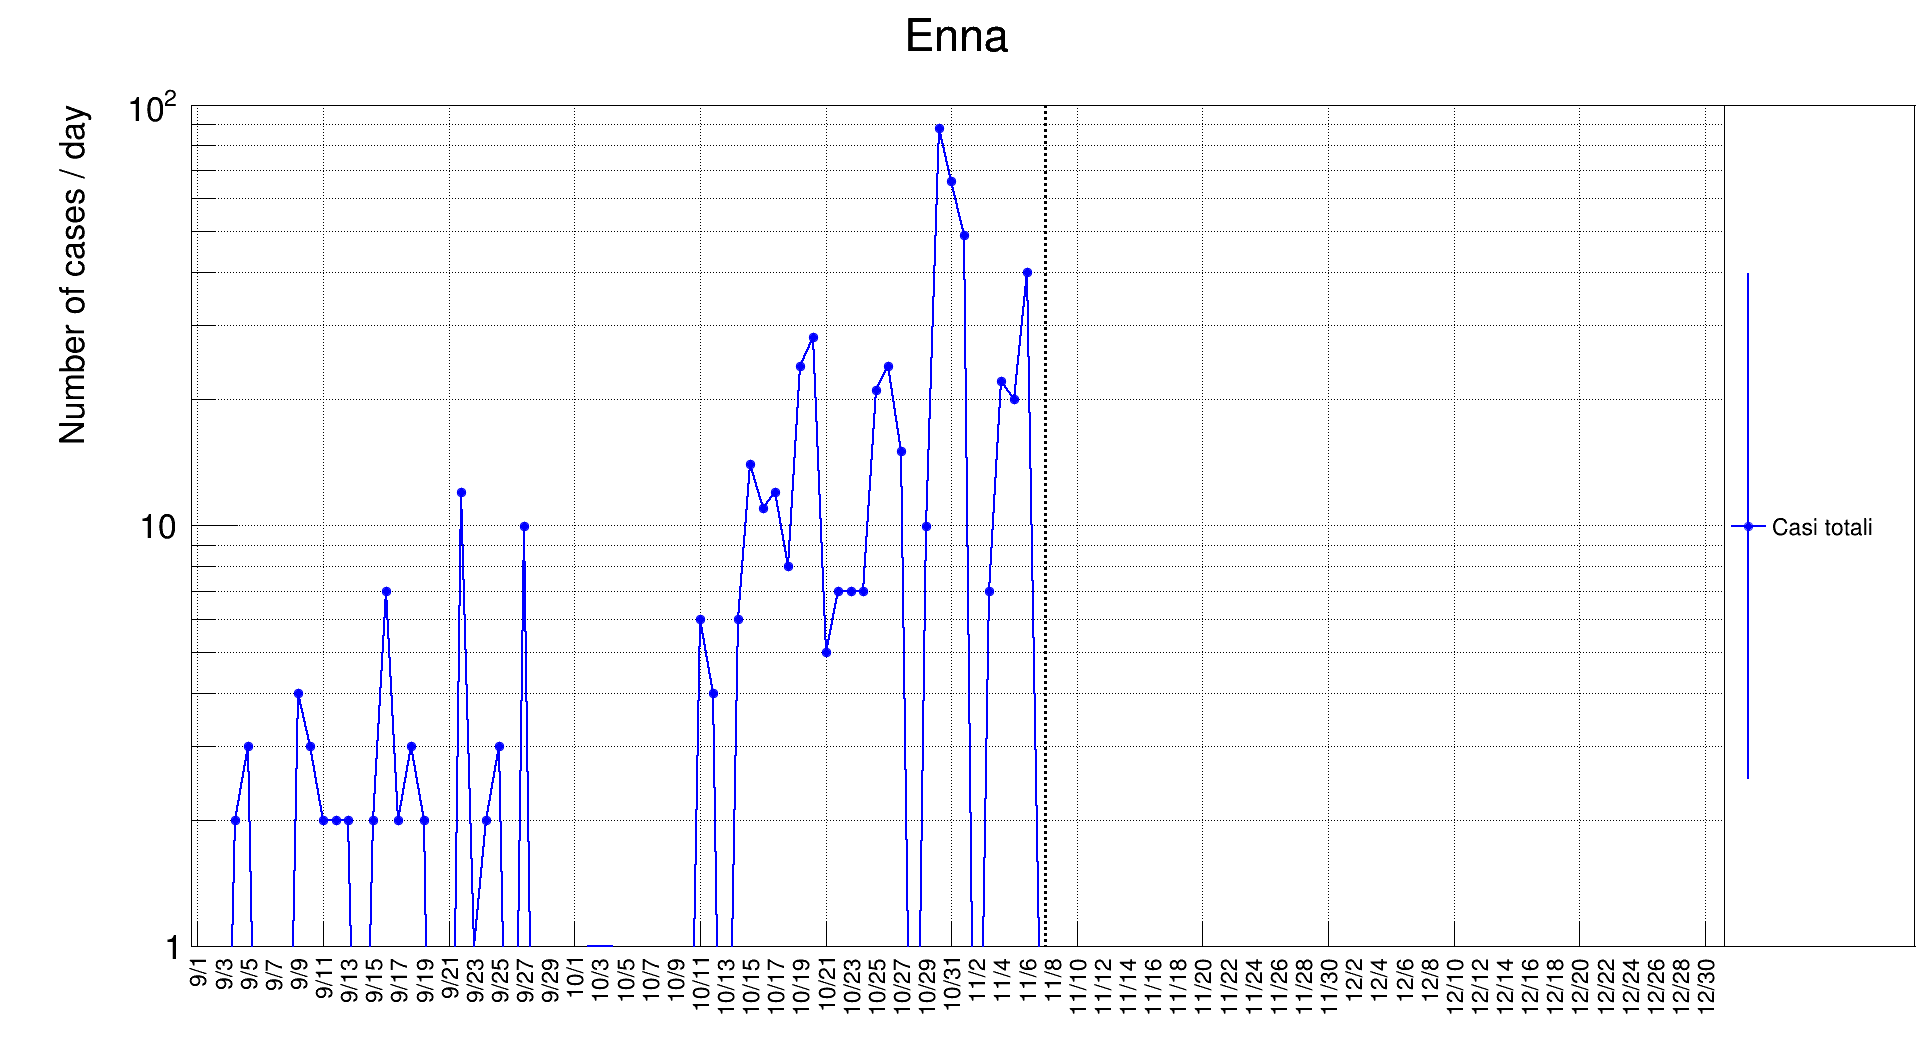 Enna
Number of cases / day
10²
10
1
Casi totali
9/1 9/3 9/5 9/7 9/9 9/11 9/13 9/15 9/17 9/19 9/21 9/23 9/25 9/27 9/29 10/1 10/3 10/5 10/7 10/9 10/11 10/13 10/15 10/17 10/19 10/21 10/23 10/25 10/27 10/29 10/31 11/2 11/4 11/6 11/8 11/10 11/12 11/14 11/16 11/18 11/20 11/22 11/24 11/26 11/28 11/30 12/2 12/4 12/6 12/8 12/10 12/12 12/14 12/16 12/18 12/20 12/22 12/24 12/26 12/28 12/30